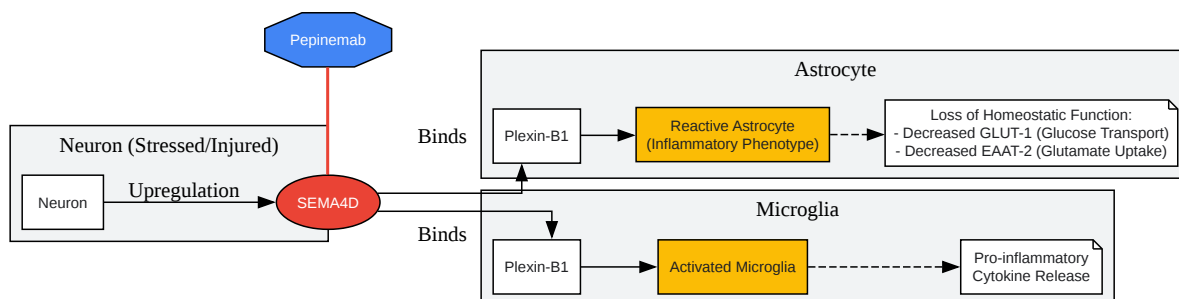 Pepinemab
Neuron (Stressed/Injured)
Neuron
Upregulation
SEMA4D
Binds
Binds
Astrocyte
Plexin-B1
Reactive Astrocyte
(Inflammatory Phenotype)
Loss of Homeostatic Function:
- Decreased GLUT-1 (Glucose Transport)
- Decreased EAAT-2 (Glutamate Uptake)
Microglia
Plexin-B1
Activated Microglia
Pro-inflammatory
Cytokine Release